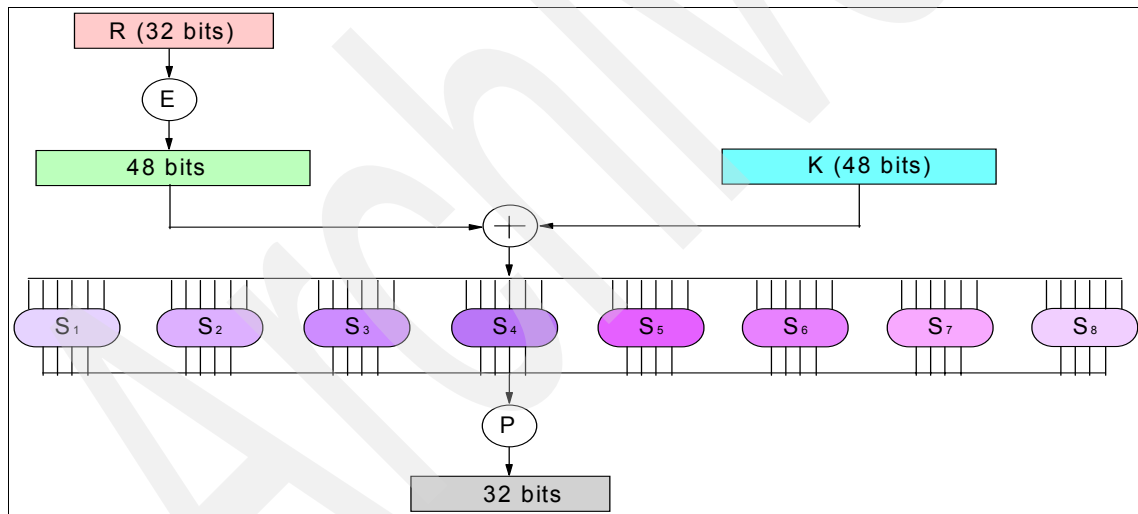 R (32 bits)
E
48 bits
K (48 bits)
S₁ S₂ S₃ S₄ S₅ S₆ S₇ S₈
P
32 bits